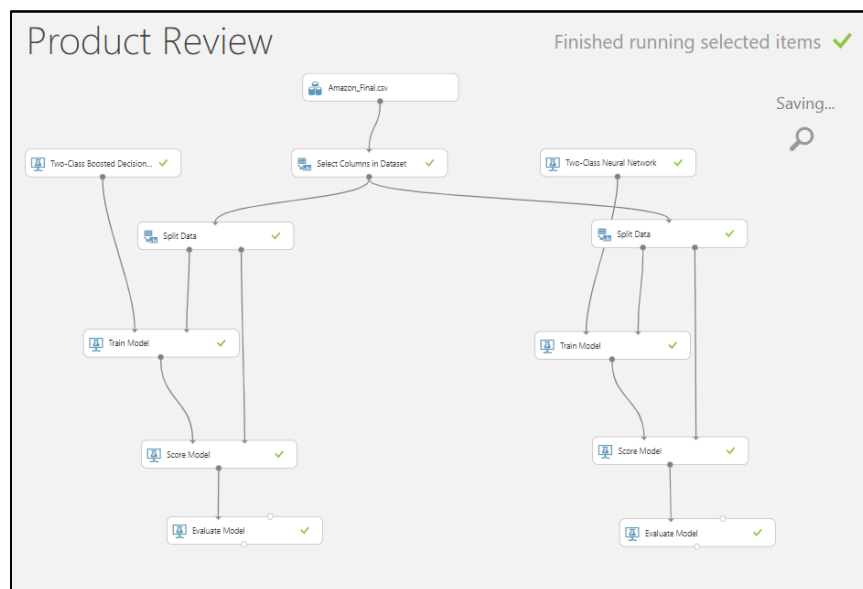 Product Review
Finished running selected items
Saving...
Amazon_Final.csv
Two-Class Boosted Decision...
Select Columns in Dataset
Two-Class Neural Network
Split Data
Split Data
Train Model
Train Model
Score Model
Score Model
Evaluate Model
Evaluate Model